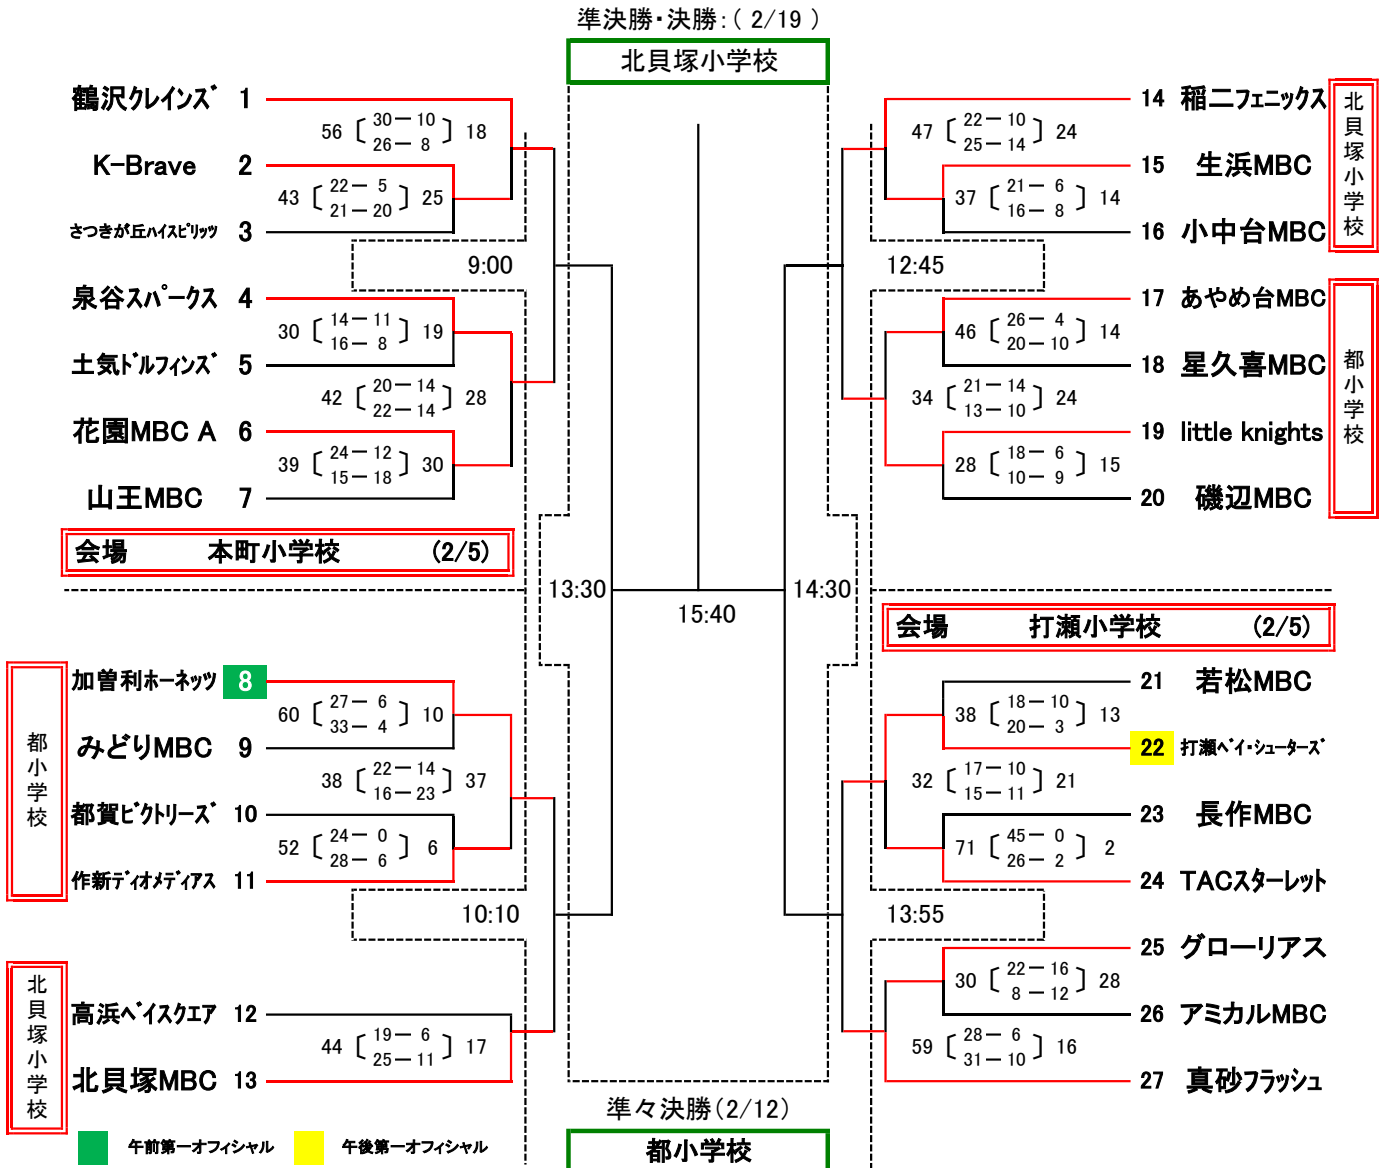 準決勝・決勝：( 2/19 )
北貝塚小学校
鶴沢クレインズ 1
56 30－10 18
26－ 8
K-Brave 2
43 22－ 5 25
21－20
さつきが丘ハイスピリッツ 3
9:00
泉谷スパークス 4
30 14－11 19
16－ 8
土気ドルフィンズ 5
42 20－14 28
22－14
花園MBC A 6
39 24－12 30
15－18
山王MBC 7
会場 本町小学校 (2/5)
都小学校
加曽利ホーネッツ 8
60 27－ 6 10
33－ 4
みどりMBC 9
38 22－14 37
16－23
都賀ビクトリーズ 10
52 24－ 0 6
28－ 6
作新ディオメディアス 11
10:10
北貝塚小学校
高浜ベイスクエア 12
44 19－ 6 17
25－11
北貝塚MBC 13
午前第一オフィシャル
午後第一オフィシャル
13:30
15:40
14:30
準々決勝(2/12)
都小学校
14 稲二フェニックス
47 22－10 24
25－14
15 生浜MBC
37 21－ 6 14
16－ 8
16 小中台MBC
北貝塚小学校
12:45
17 あやめ台MBC
46 26－ 4 14
20－10
18 星久喜MBC
34 21－14 24
13－10
19 little knights
28 18－ 6 15
10－ 9
20 磯辺MBC
都小学校
会場 打瀬小学校 (2/5)
21 若松MBC
38 18－10 13
20－ 3
22 打瀬ベイ・シューターズ
32 17－10 21
15－11
23 長作MBC
71 45－ 0 2
26－ 2
24 TACスターレット
13:55
25 グローリアス
30 22－16 28
8 －12
26 アミカルMBC
59 28－ 6 16
31－10
27 真砂フラッシュ